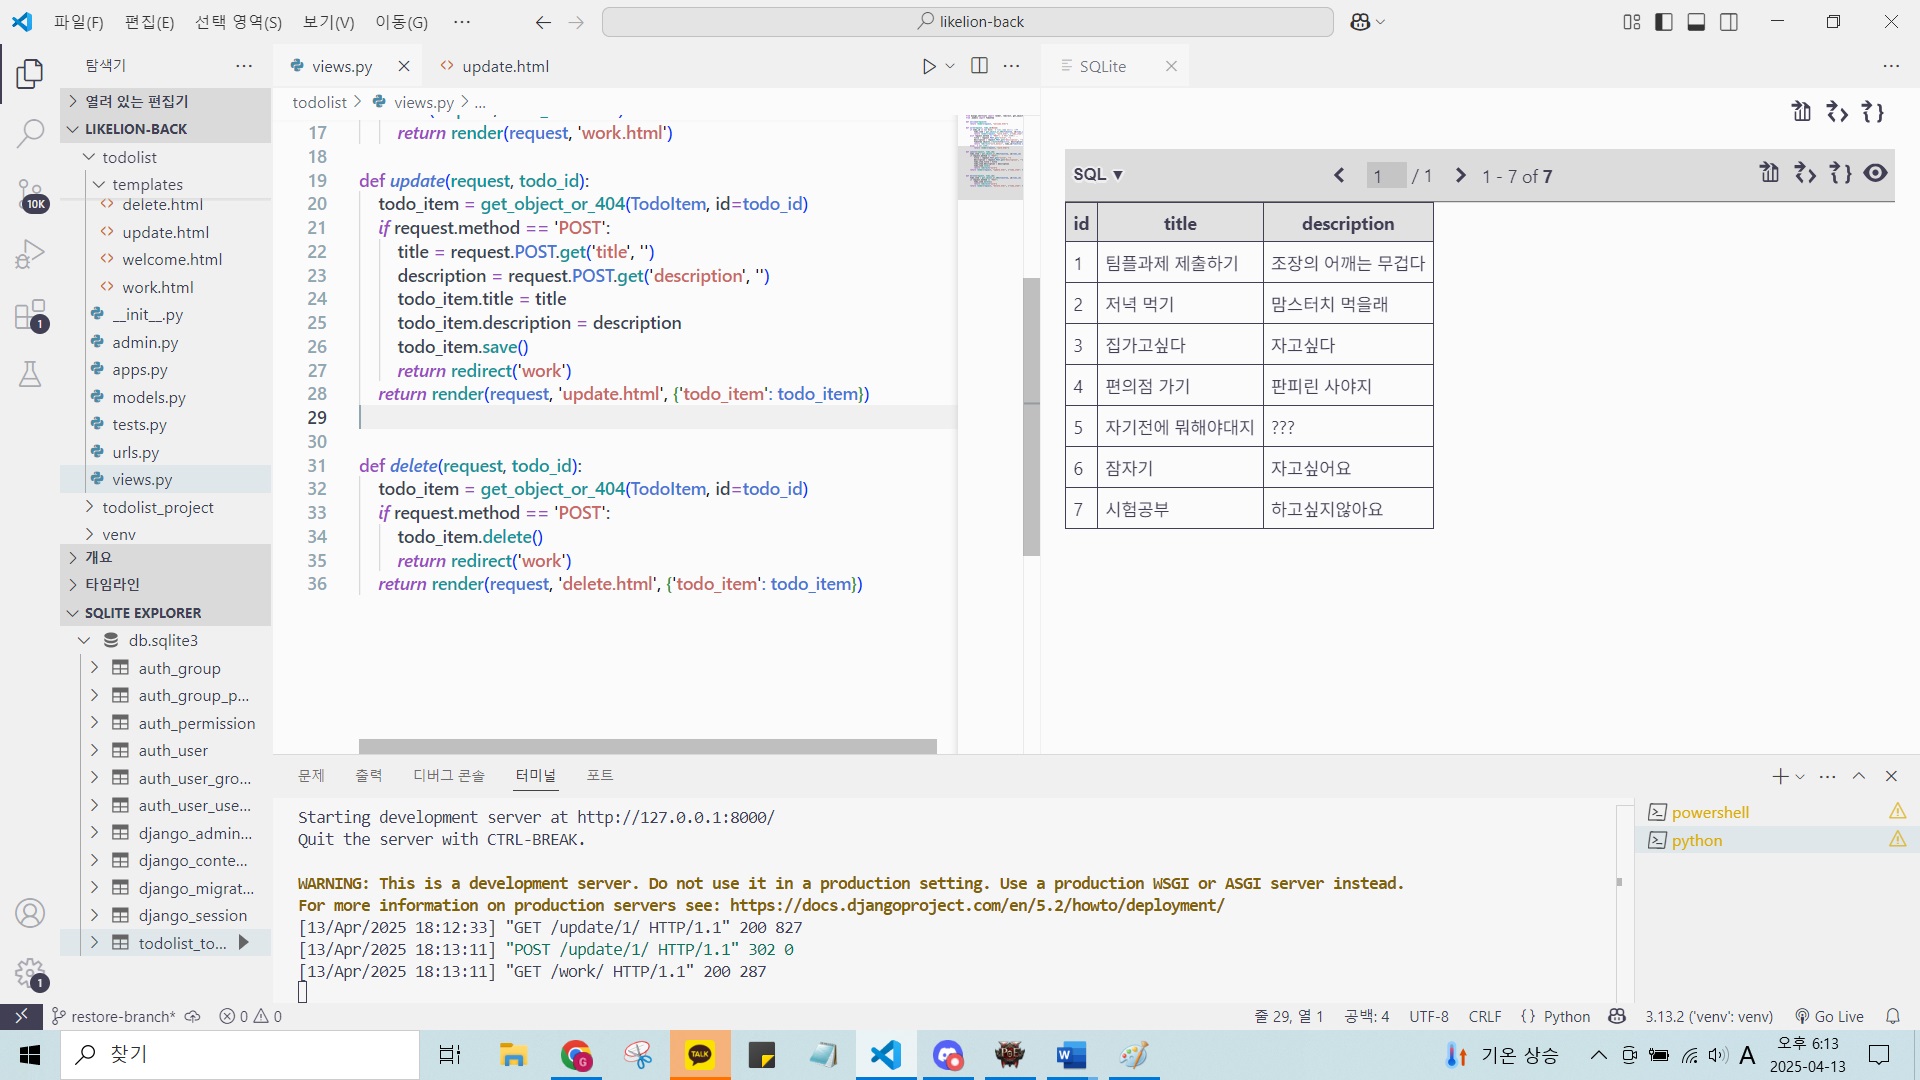 파일(F) 편집(E) 선택 영역(S) 보기(V) 이동(G) ··· likelion-back
탐색기
열려 있는 편집기
LIKELION-BACK
todolist
templates
delete.html
update.html
welcome.html
work.html
__init__.py
admin.py
apps.py
models.py
tests.py
urls.py
views.py
todolist_project
venv
개요
타임라인
SQLITE EXPLORER
db.sqlite3
auth_group
auth_group_p...
auth_permission
auth_user
auth_user_gro...
auth_user_use...
django_admin...
django_conte...
django_migrat...
django_session
todolist_to...
10K
1
1
views.py update.html
todolist > views.py > ...
17 return render(request, 'work.html')
18
19 def update(request, todo_id):
20 todo_item = get_object_or_404(TodoItem, id=todo_id)
21 if request.method == 'POST':
22 title = request.POST.get('title', '')
23 description = request.POST.get('description', '')
24 todo_item.title = title
25 todo_item.description = description
26 todo_item.save()
27 return redirect('work')
28 return render(request, 'update.html', {'todo_item': todo_item})
29
30
31 def delete(request, todo_id):
32 todo_item = get_object_or_404(TodoItem, id=todo_id)
33 if request.method == 'POST':
34 todo_item.delete()
35 return redirect('work')
36 return render(request, 'delete.html', {'todo_item': todo_item})
SQLite
SQL ▼ 1 / 1 1 - 7 of 7
id title description
1 팀플과제 제출하기 조장의 어깨는 무겁다
2 저녁 먹기 맘스터치 먹을래
3 집가고싶다 자고싶다
4 편의점 가기 판피린 사야지
5 자기전에 뭐해야대지 ???
6 잠자기 자고싶어요
7 시험공부 하고싶지않아요
문제 출력 디버그 콘솔 터미널 포트
Starting development server at http://127.0.0.1:8000/
Quit the server with CTRL-BREAK.
WARNING: This is a development server. Do not use it in a production setting. Use a production WSGI or ASGI server instead.
For more information on production servers see: https://docs.djangoproject.com/en/5.2/howto/deployment/
[13/Apr/2025 18:12:33] "GET /update/1/ HTTP/1.1" 200 827
[13/Apr/2025 18:13:11] "POST /update/1/ HTTP/1.1" 302 0
[13/Apr/2025 18:13:11] "GET /work/ HTTP/1.1" 200 287
powershell
python
restore-branch* 0 0 줄 29, 열 1 공백: 4 UTF-8 CRLF { } Python 3.13.2 ('venv': venv) Go Live
찾기 TALK 기온 상승 A 오후 6:13
2025-04-13